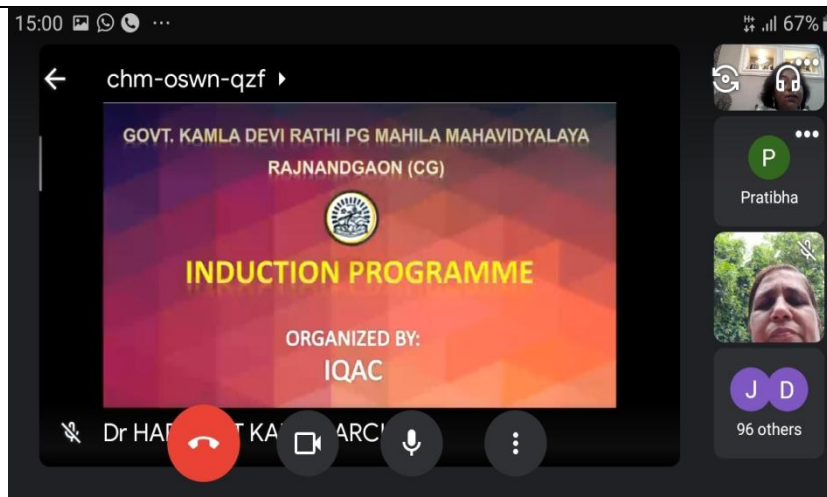 15:00 67%
chm-oswn-qzf
GOVT. KAMLA DEVI RATHI PG MAHILA MAHAVIDYALAYA
RAJNANDGAON (CG)
INDUCTION PROGRAMME
ORGANIZED BY:
IQAC
Dr
P
Pratibha
J D
96 others